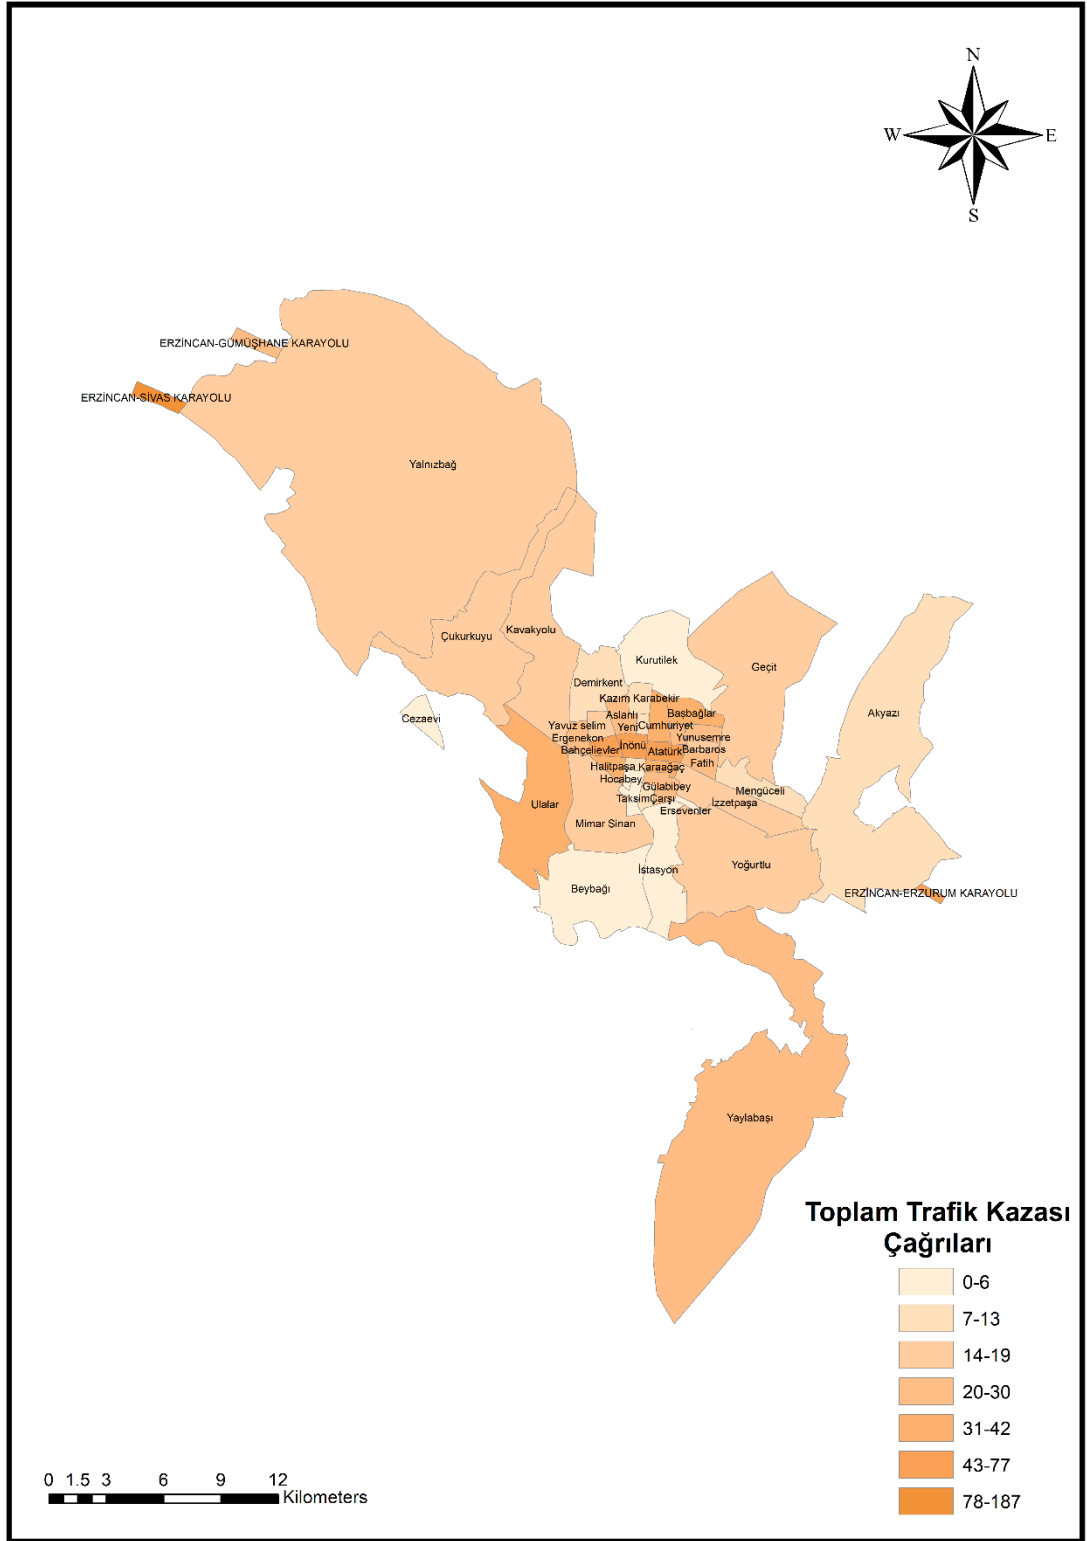 N
W
E
S
ERZİNCAN-GÜMÜŞHANE KARAYOLU
ERZİNCAN-SİVAS KARAYOLU
Yalnızbağ
Çukurkuyu
Kavakyolu
Kurutilek
Geçit
Demirkent
Kazım Karabekir
Akyazı
Cezaevi
Aslanlı
Başbağlar
Yavuz selim
Yeni
Cumhuriyet
Ergenekon
Yunusemre
Bahçelievler
İnönü
Atatürk
Barbaros
Halitpaşa
Karaağaç
Fatih
Hocabey
Gülabibey
Mengüceli
Ulalar
Taksim
Çarşı
İzzetpaşa
Ersevenler
Mimar Sinan
İstasyon
Yoğurtlu
Beybağı
ERZİNCAN-ERZURUM KARAYOLU
Yaylabaşı
Toplam Trafik Kazası
Çağrıları
0-6
7-13
14-19
20-30
31-42
43-77
78-187
0 1.5 3 6 9 12
Kilometers